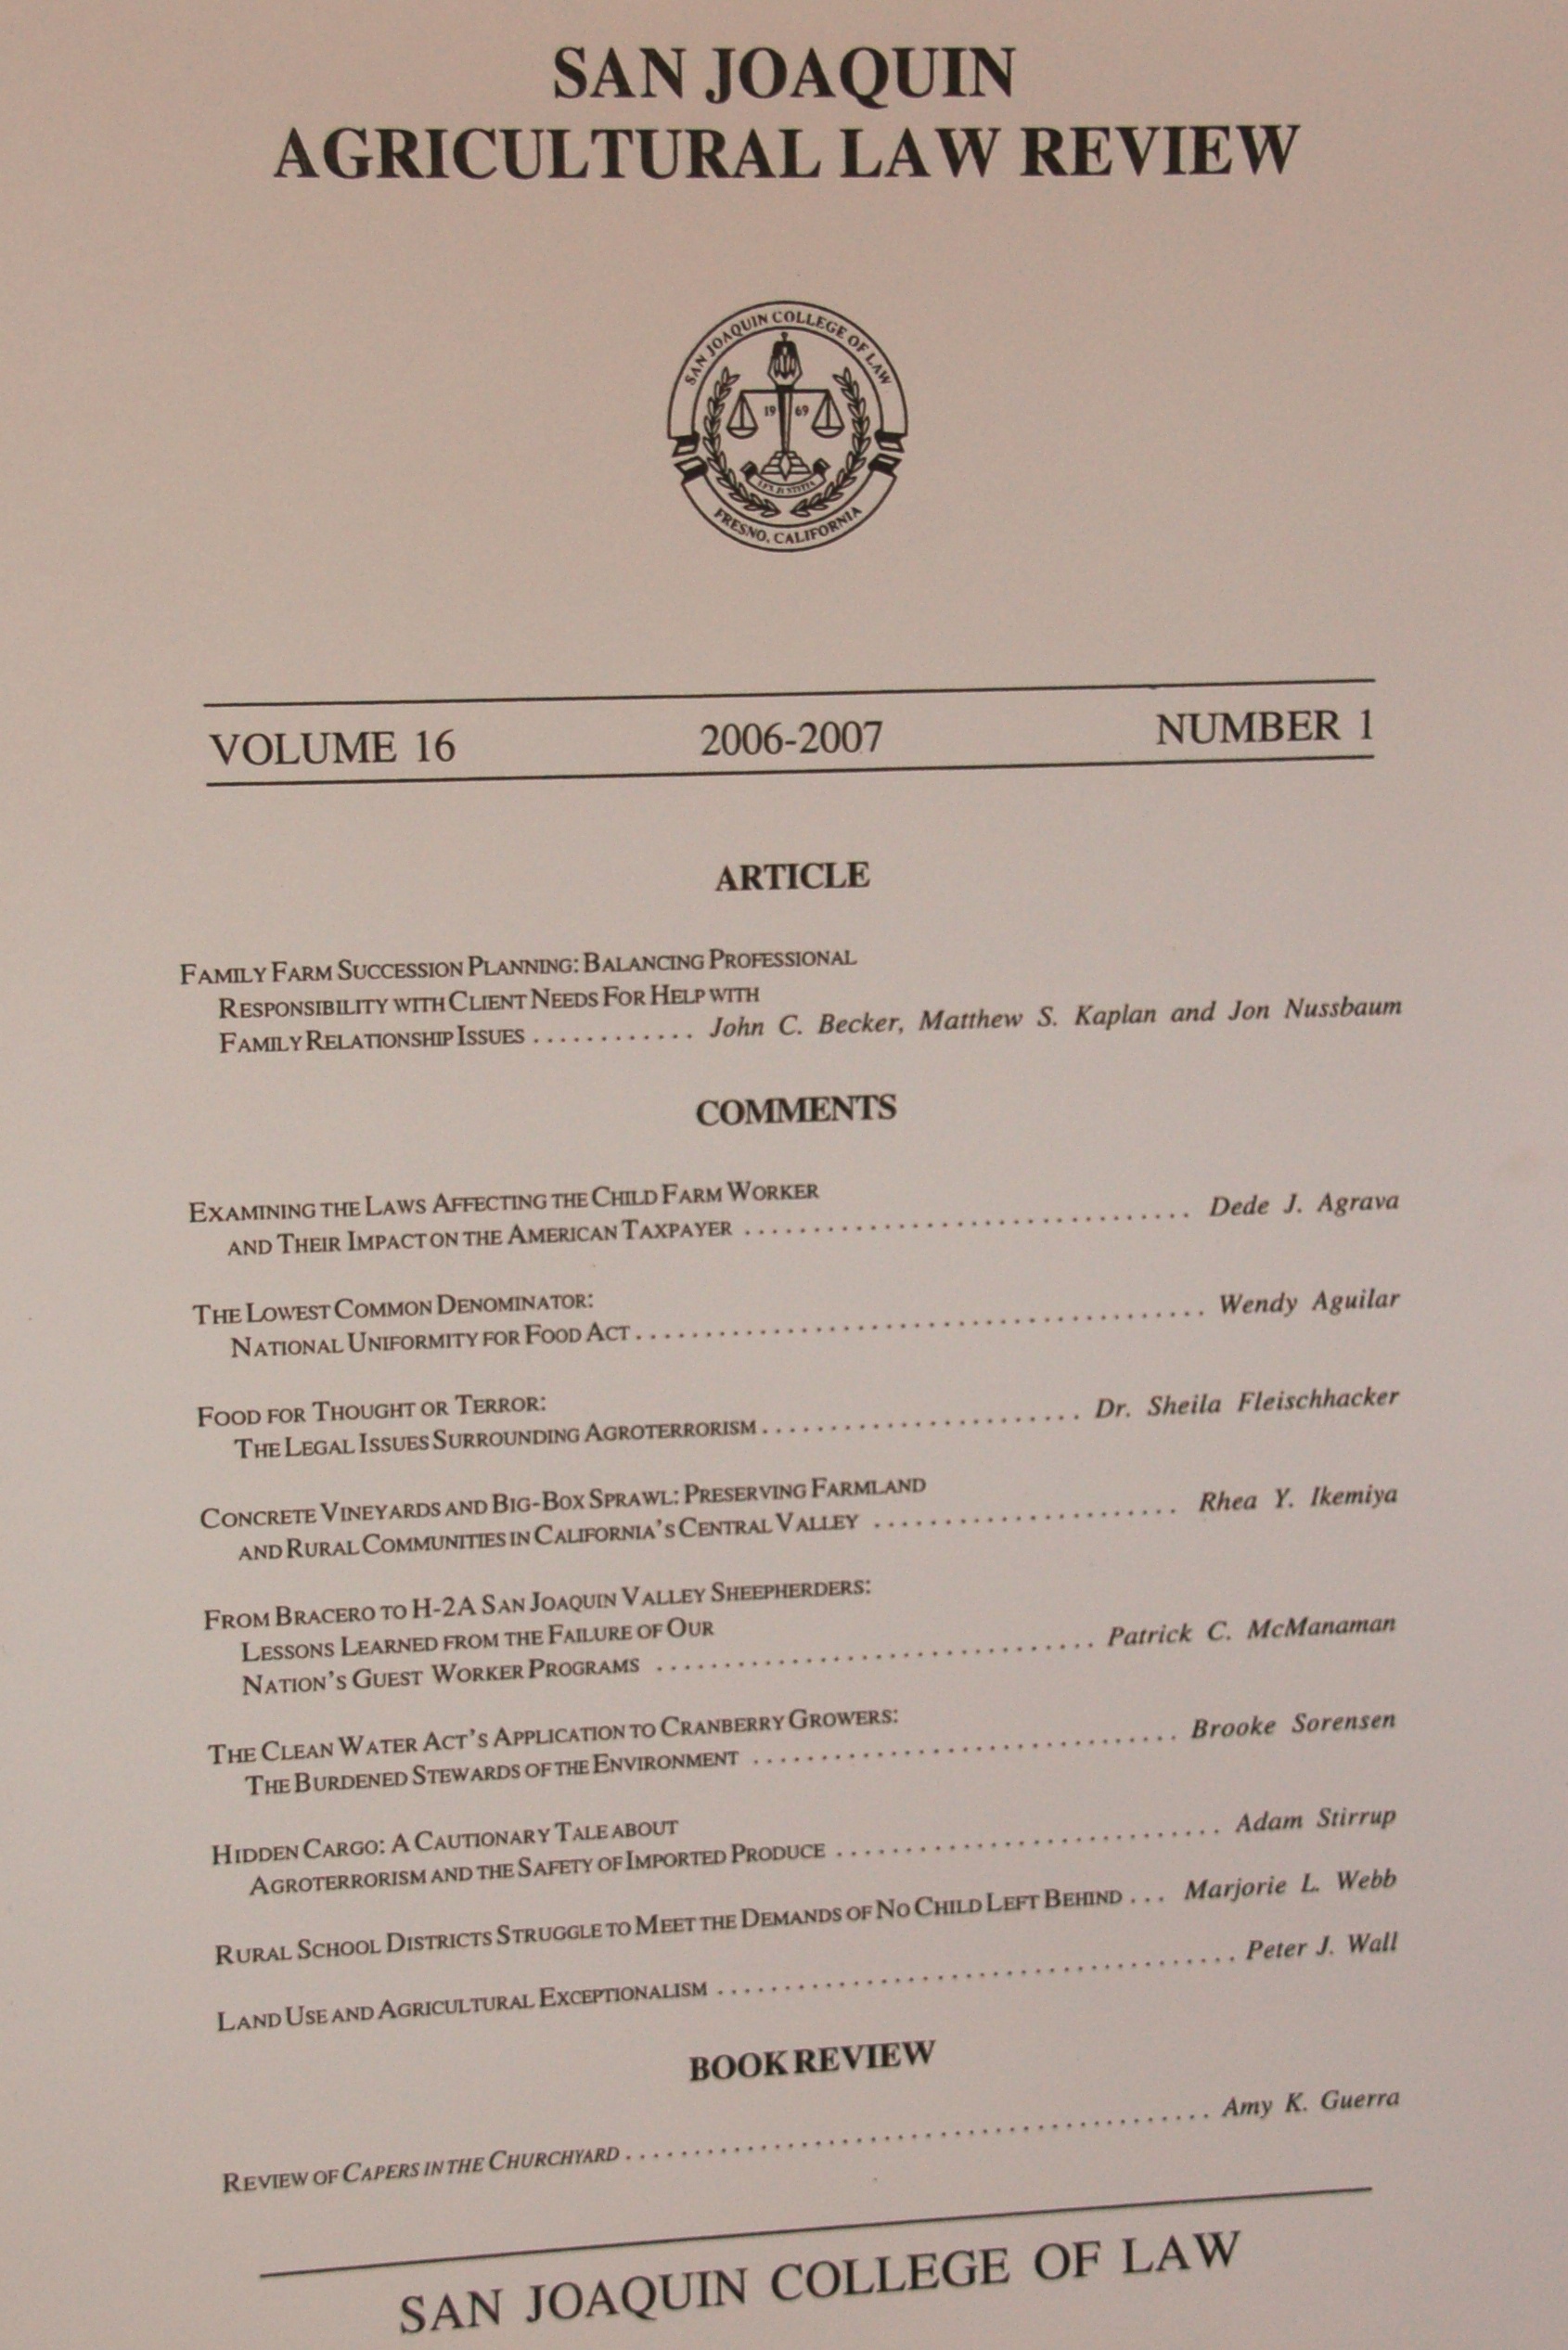 SAN JOAQUIN
AGRICULTURAL LAW REVIEW
SAN JOAQUIN COLLEGE OF LAW
19 69
LEX & STITIA
FRESNO, CALIFORNIA
VOLUME 16 2006-2007 NUMBER 1
ARTICLE
FAMILY FARM SUCCESSION PLANNING: BALANCING PROFESSIONAL
RESPONSIBILITY WITH CLIENT NEEDS FOR HELP WITH
FAMILY RELATIONSHIP ISSUES ............ John C. Becker, Matthew S. Kaplan and Jon Nussbaum
COMMENTS
EXAMINING THE LAWS AFFECTING THE CHILD FARM WORKER
AND THEIR IMPACT ON THE AMERICAN TAXPAYER ................................ Dede J. Agrava
THE LOWEST COMMON DENOMINATOR:
NATIONAL UNIFORMITY FOR FOOD ACT......................................... Wendy Aguilar
FOOD FOR THOUGHT OR TERROR:
THE LEGAL ISSUES SURROUNDING AGROTERRORISM....................... Dr. Sheila Fleischhacker
CONCRETE VINEYARDS AND BIG-BOX SPRAWL: PRESERVING FARMLAND
AND RURAL COMMUNITIES IN CALIFORNIA'S CENTRAL VALLEY ...................... Rhea Y. Ikemiya
FROM BRACERO TO H-2A SAN JOAQUIN VALLEY SHEEPHERDERS:
LESSONS LEARNED FROM THE FAILURE OF OUR
NATION'S GUEST WORKER PROGRAMS ................................ Patrick C. McManaman
THE CLEAN WATER ACT'S APPLICATION TO CRANBERRY GROWERS:
THE BURDENED STEWARDS OF THE ENVIRONMENT ............................... Brooke Sorensen
HIDDEN CARGO: A CAUTIONARY TALE ABOUT
AGROTERRORISM AND THE SAFETY OF IMPORTED PRODUCE ............................ Adam Stirrup
RURAL SCHOOL DISTRICTS STRUGGLE TO MEET THE DEMANDS OF NO CHILD LEFT BEHIND ... Marjorie L. Webb
LAND USE AND AGRICULTURAL EXCEPTIONALISM ...................................... Peter J. Wall
BOOK REVIEW
REVIEW OF CAPERS IN THE CHURCHYARD ........................................... Amy K. Guerra
SAN JOAQUIN COLLEGE OF LAW